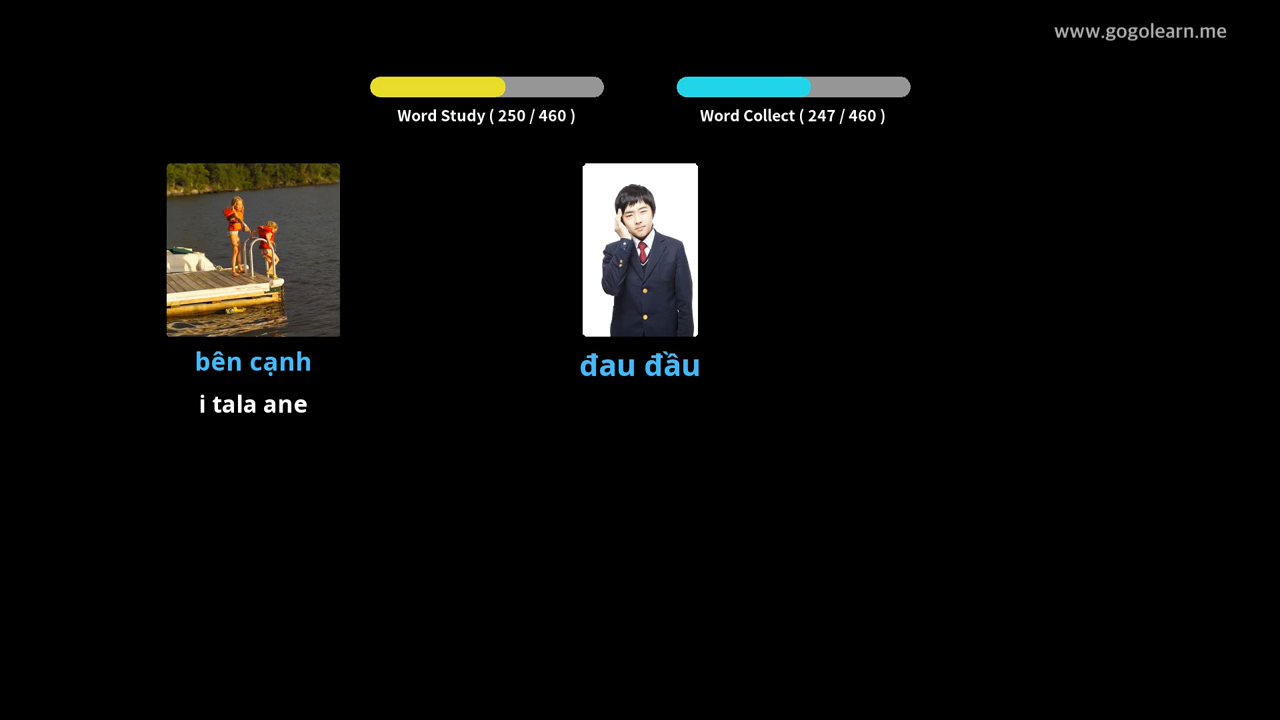 www.gogolearn.me
Word Study ( 250 / 460 )
Word Collect ( 247 / 460 )
bên cạnh
i tala ane
đau đầu